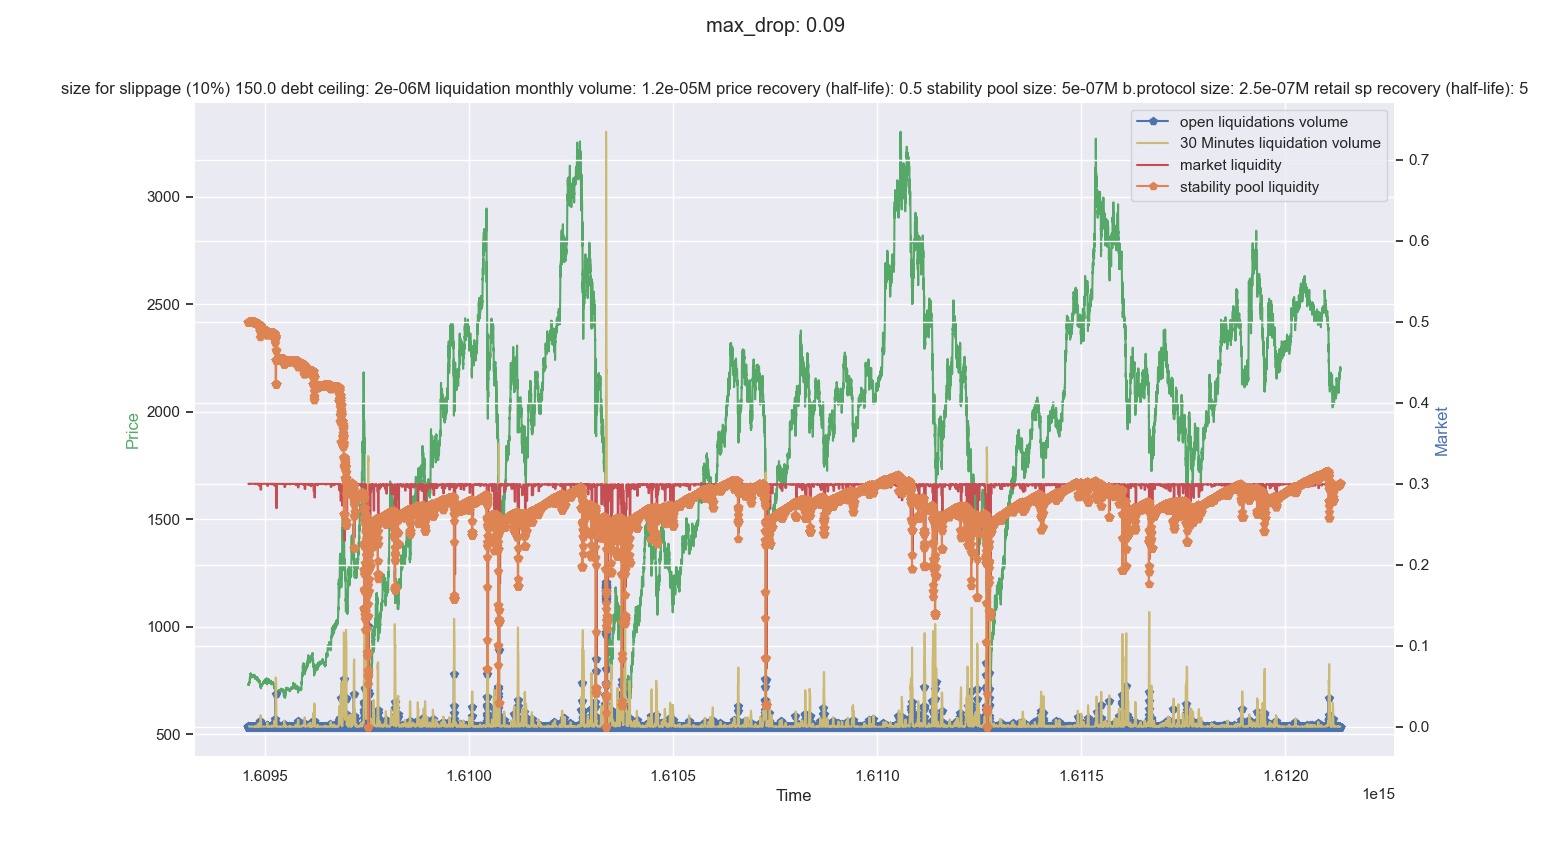 max_drop: 0.09
size for slippage (10%) 150.0 debt ceiling: 2e-06M liquidation monthly volume: 1.2e-05M price recovery (half-life): 0.5 stability pool size: 5e-07M b.protocol size: 2.5e-07M retail sp recovery (half-life): 5
open liquidations volume
30 Minutes liquidation volume
market liquidity
stability pool liquidity
3000
2500
2000
1500
1000
500
Price
0.7
0.6
0.5
0.4
0.3
0.2
0.1
0.0
Market
1.6095 1.6100 1.6105 1.6110 1.6115 1.6120
Time
1e15